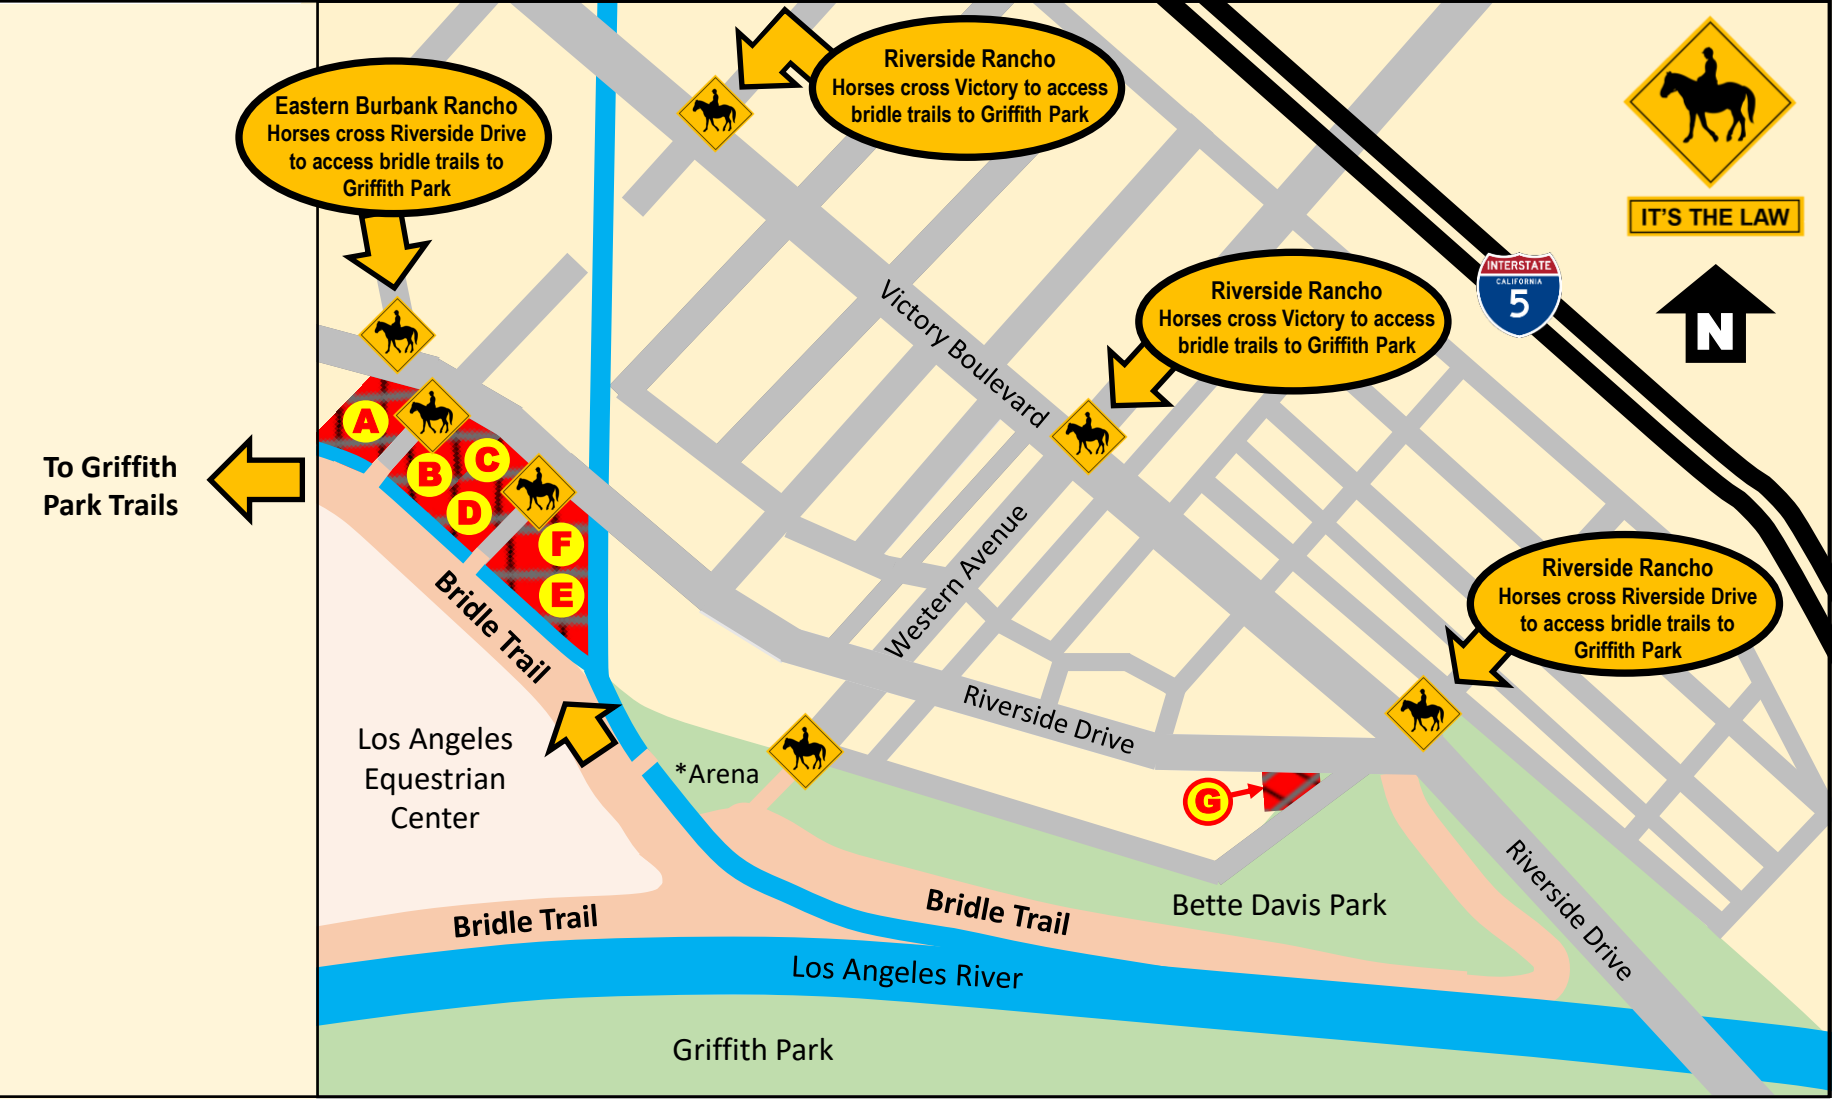 Riverside Rancho
Horses cross Victory to access
bridle trails to Griffith Park
Eastern Burbank Rancho
Horses cross Riverside Drive
to access bridle trails to
Griffith Park
IT'S THE LAW
INTERSTATE
CALIFORNIA
5
N
Riverside Rancho
Horses cross Victory to access
bridle trails to Griffith Park
Victory Boulevard
A
B
C
D
F
E
To Griffith
Park Trails
Western Avenue
Riverside Rancho
Horses cross Riverside Drive
to access bridle trails to
Griffith Park
Bridle Trail
Riverside Drive
Los Angeles
Equestrian
Center
*Arena
G
Riverside Drive
Bette Davis Park
Bridle Trail
Bridle Trail
Los Angeles River
Griffith Park